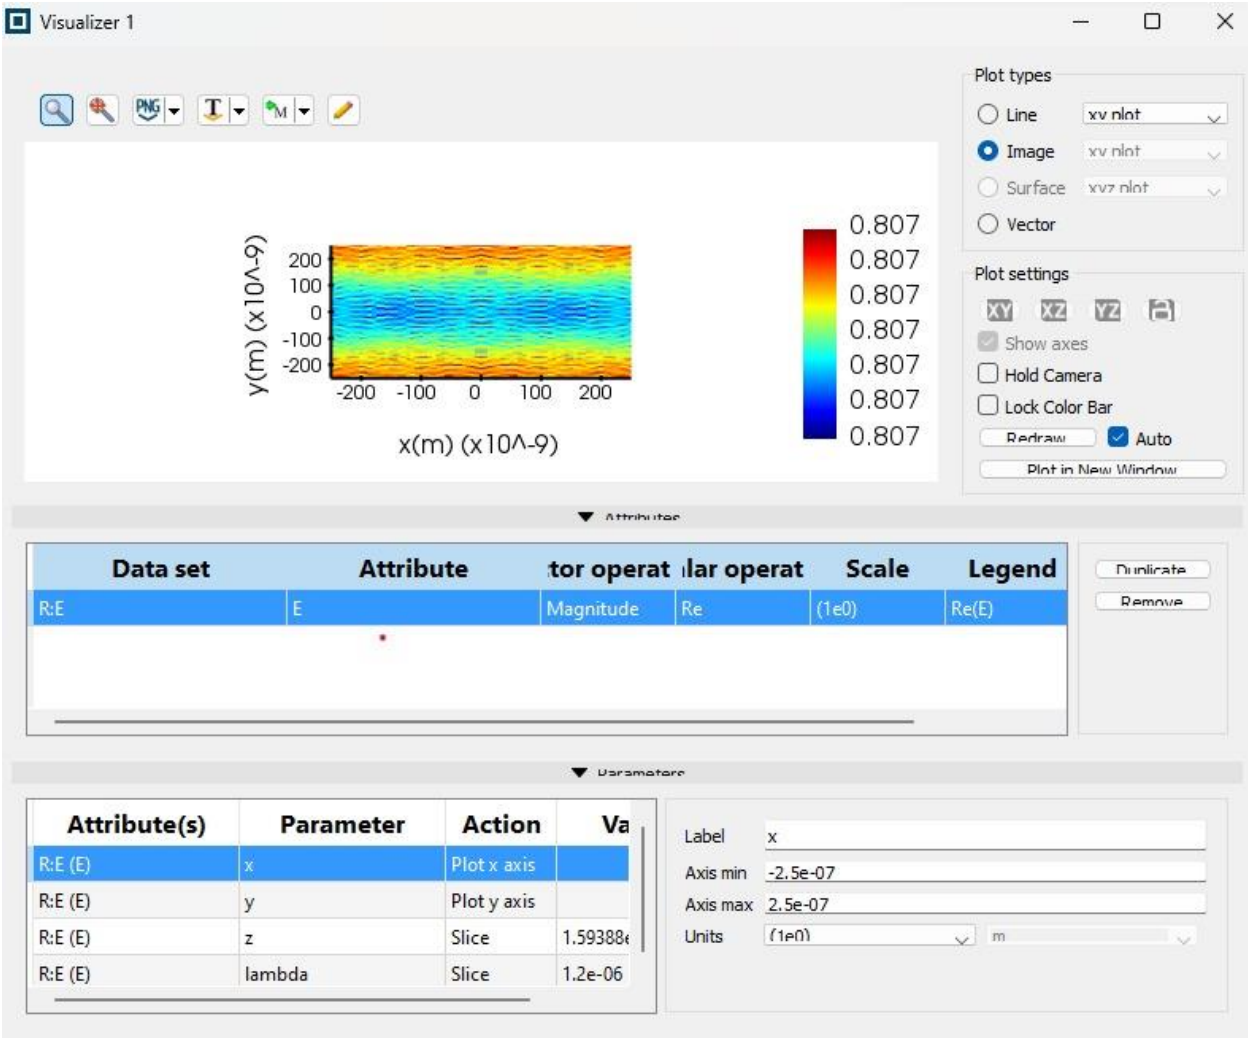 Visualizer 1
PNG T M
Plot types
Line xy plot
Image xy plot
Surface xyz plot
Vector
Plot settings
XY XZ YZ
Show axes
Hold Camera
Lock Color Bar
Redraw Auto
Plot in New Window
y(m) (x10^-9)
200
100
0
-100
-200
-200 -100 0 100 200
x(m) (x10^-9)
0.807
0.807
0.807
0.807
0.807
0.807
0.807
Attributes
Data set Attribute tor operat lar operat Scale Legend
R:E E Magnitude Re (1e0) Re(E)
Duplicate
Remove
Parameters
Attribute(s) Parameter Action Va
R:E (E) x Plot x axis
R:E (E) y Plot y axis
R:E (E) z Slice 1.59388e
R:E (E) lambda Slice 1.2e-06
Label x
Axis min -2.5e-07
Axis max 2.5e-07
Units (1e0) m